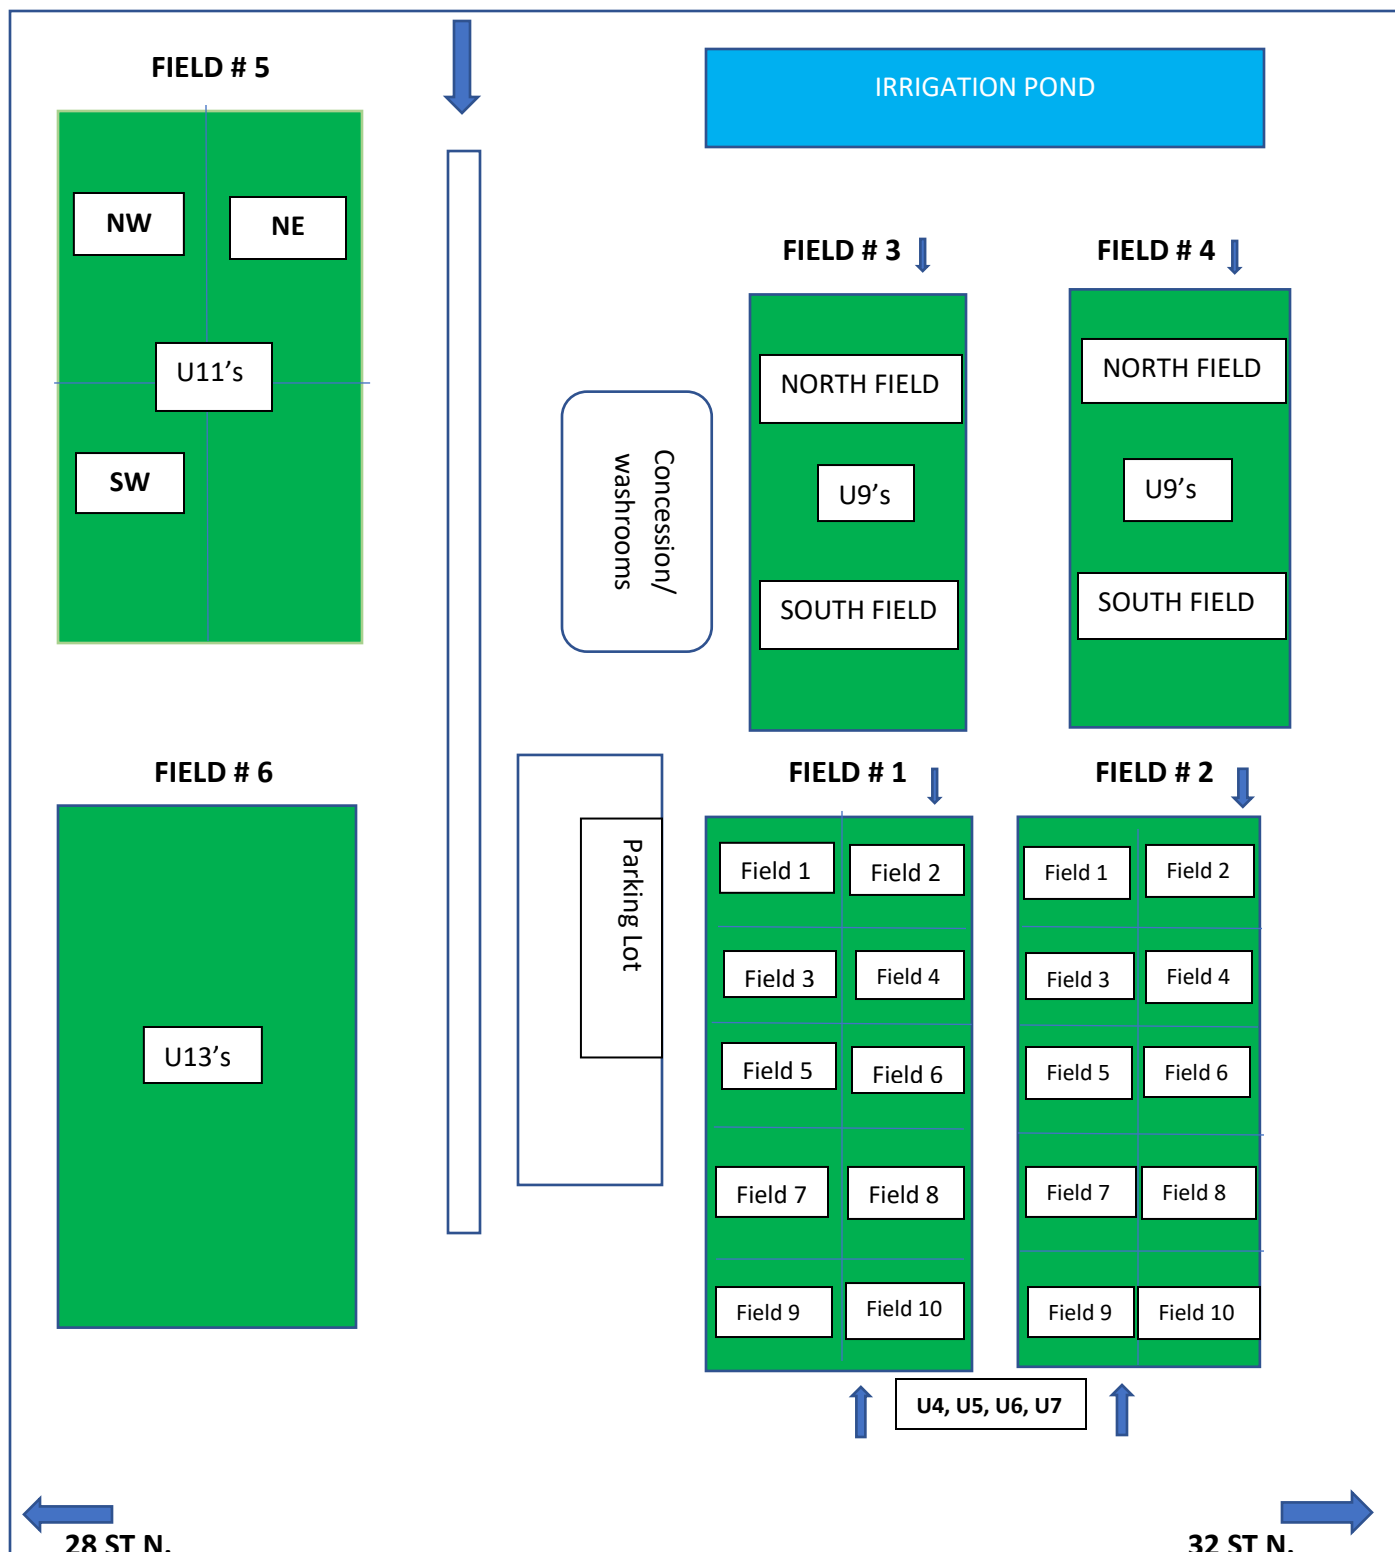 FIELD # 5
IRRIGATION POND
NW
NE
U11’s
SW
FIELD # 3
FIELD # 4
NORTH FIELD
NORTH FIELD
U9’s
U9’s
SOUTH FIELD
SOUTH FIELD
Concession/
washrooms
FIELD # 6
U13’s
Parking Lot
FIELD # 1
FIELD # 2
Field 1
Field 2
Field 1
Field 2
Field 3
Field 4
Field 3
Field 4
Field 5
Field 6
Field 5
Field 6
Field 7
Field 8
Field 7
Field 8
Field 9
Field 10
Field 9
Field 10
U4, U5, U6, U7
28 ST N.
32 ST N.